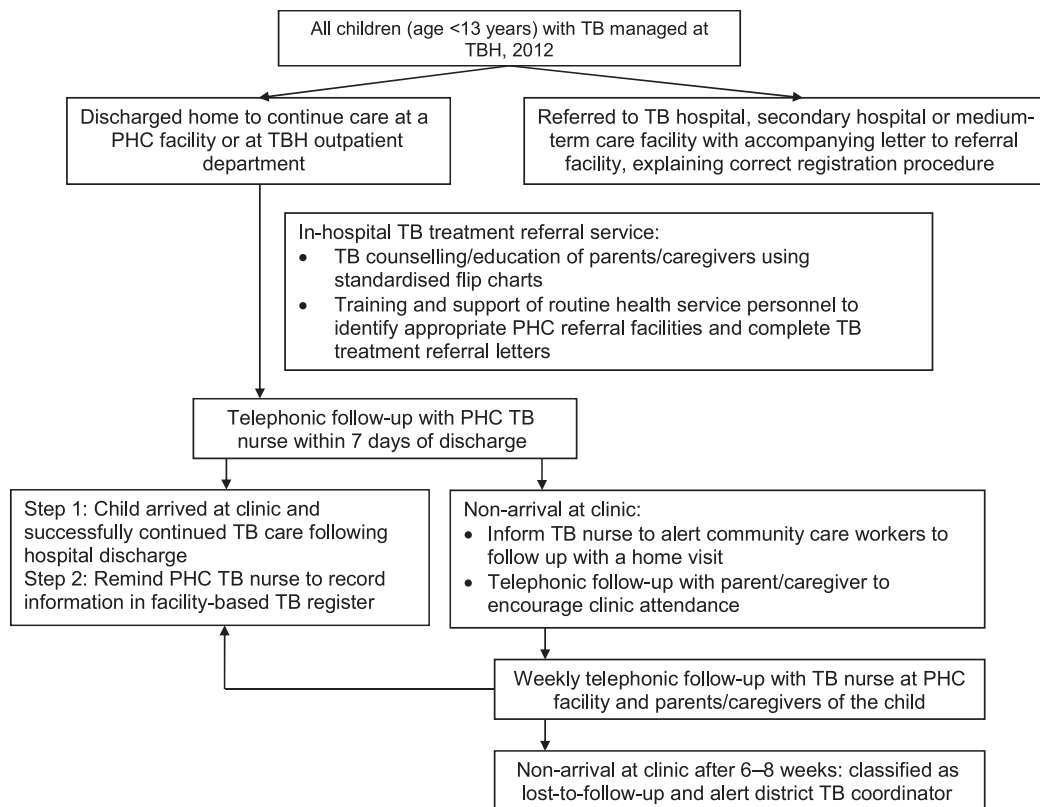 All children (age <13 years) with TB managed at
TBH, 2012
Discharged home to continue care at a
PHC facility or at TBH outpatient
department
Referred to TB hospital, secondary hospital or medium-
term care facility with accompanying letter to referral
facility, explaining correct registration procedure
In-hospital TB treatment referral service:
• TB counselling/education of parents/caregivers using
standardised flip charts
• Training and support of routine health service personnel to
identify appropriate PHC referral facilities and complete TB
treatment referral letters
Telephonic follow-up with PHC TB
nurse within 7 days of discharge
Step 1: Child arrived at clinic and
successfully continued TB care following
hospital discharge
Step 2: Remind PHC TB nurse to record
information in facility-based TB register
Non-arrival at clinic:
• Inform TB nurse to alert community care workers to
follow up with a home visit
• Telephonic follow-up with parent/caregiver to
encourage clinic attendance
Weekly telephonic follow-up with TB nurse at PHC
facility and parents/caregivers of the child
Non-arrival at clinic after 6–8 weeks: classified as
lost-to-follow-up and alert district TB coordinator